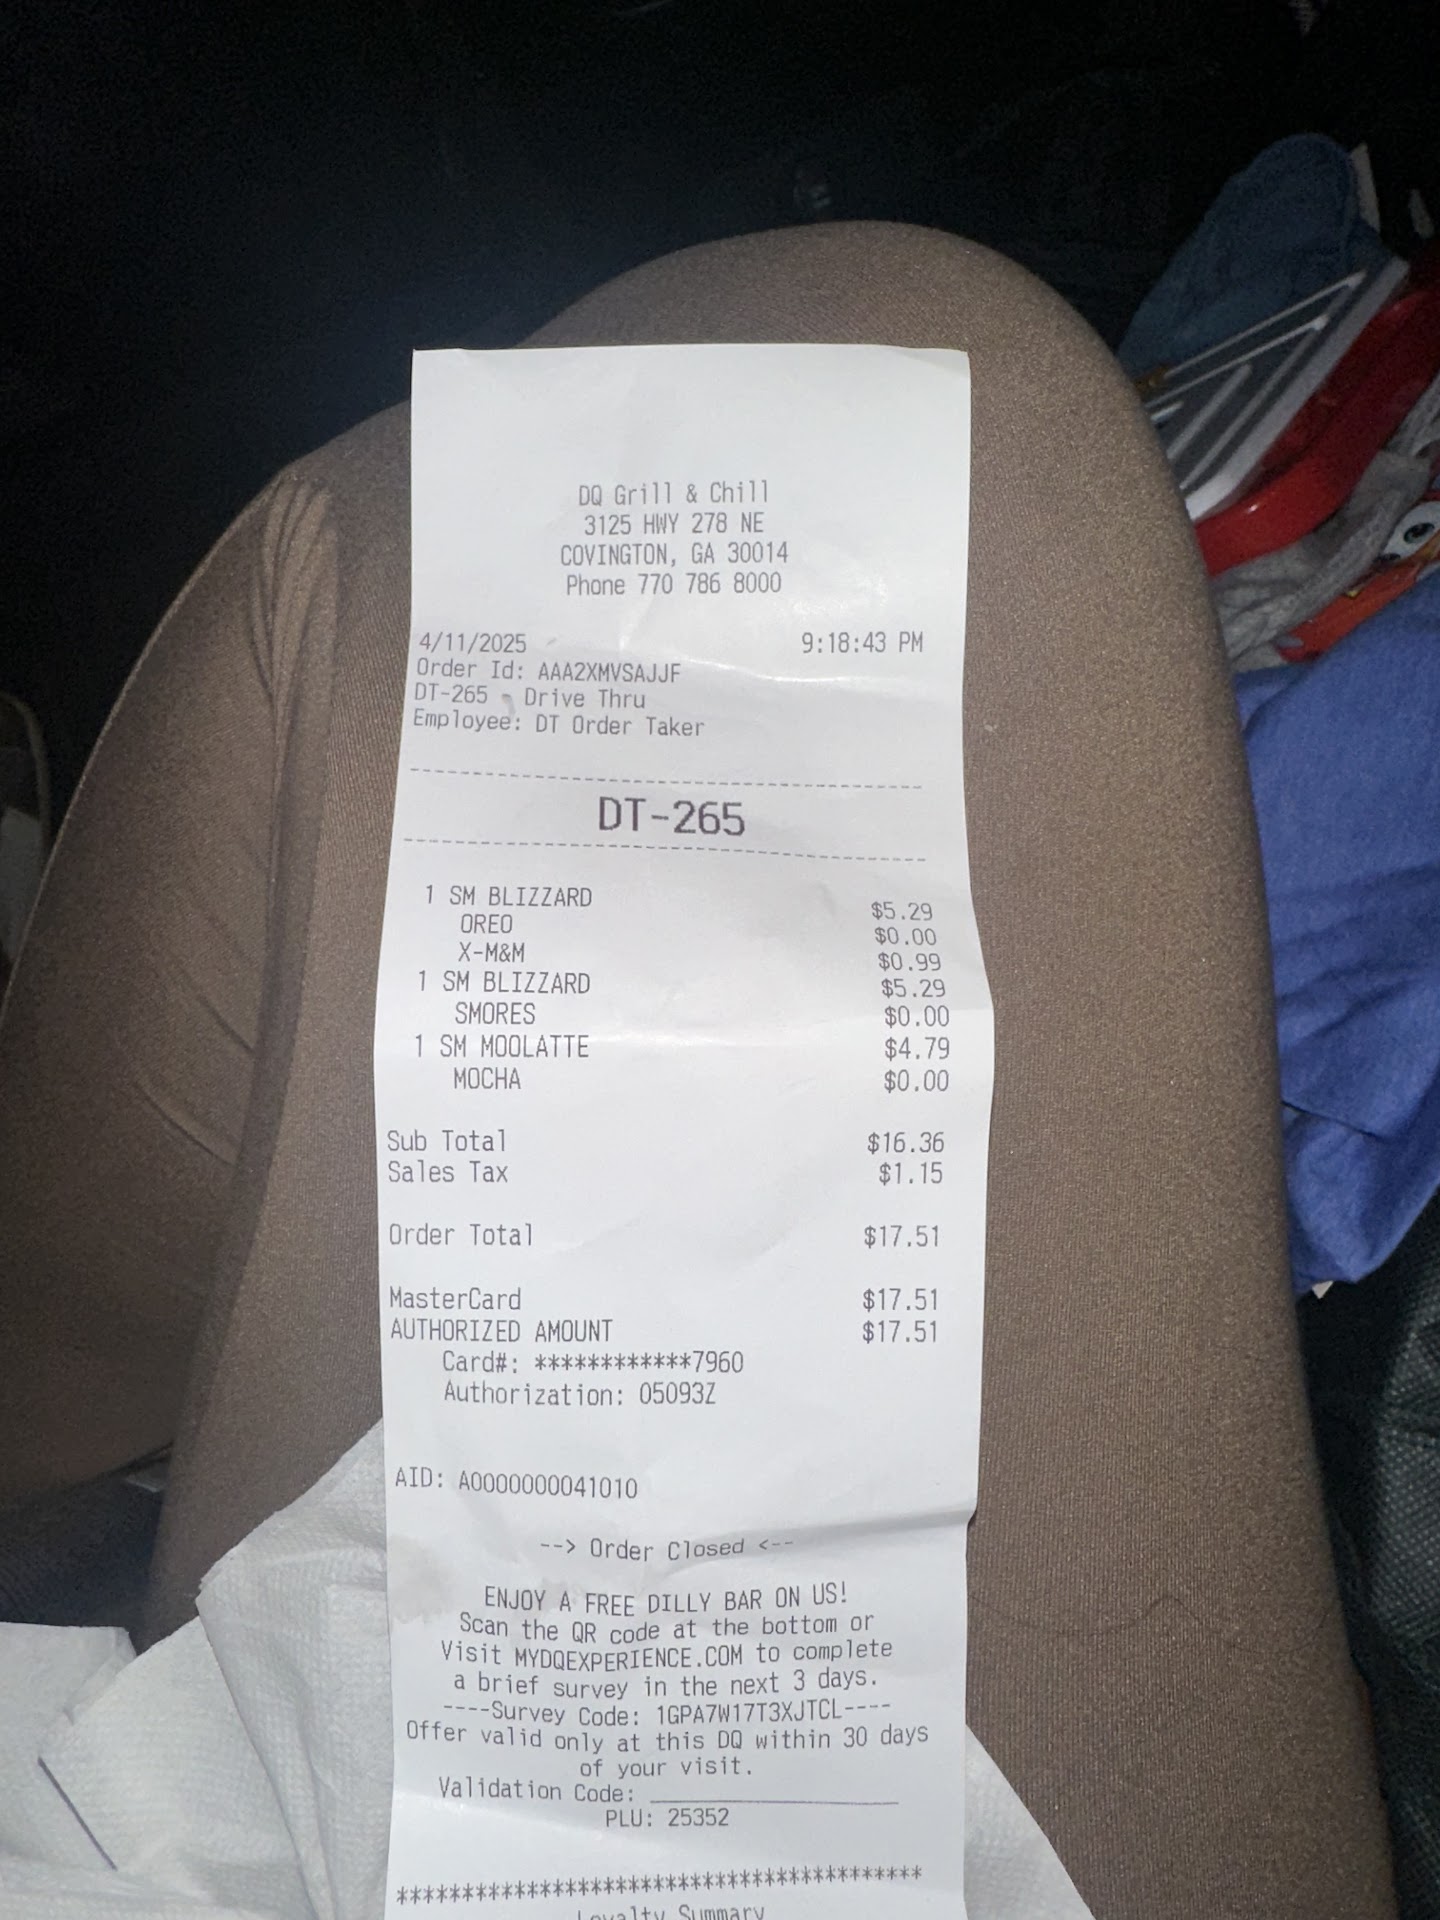 DQ Grill & Chill
3125 HWY 278 NE
COVINGTON, GA 30014
Phone 770 786 8000
4/11/2025 9:18:43 PM
Order Id: AAA2XMVSAJJF
DT-265 - Drive Thru
Employee: DT Order Taker
DT-265
1 SM BLIZZARD $5.29
OREO $0.00
X-M&M $0.99
1 SM BLIZZARD $5.29
SMORES $0.00
1 SM MOOLATTE $4.79
MOCHA $0.00
Sub Total $16.36
Sales Tax $1.15
Order Total $17.51
MasterCard $17.51
AUTHORIZED AMOUNT $17.51
Card#: ************7960
Authorization: 05093Z
AID: A0000000041010
--> Order Closed <--
ENJOY A FREE DILLY BAR ON US!
Scan the QR code at the bottom or
Visit MYDQEXPERIENCE.COM to complete
a brief survey in the next 3 days.
----Survey Code: 1GPA7W17T3XJTCL----
Offer valid only at this DQ within 30 days
of your visit.
Validation Code: ____________________
PLU: 25352
****************************************
Loyalty Summary